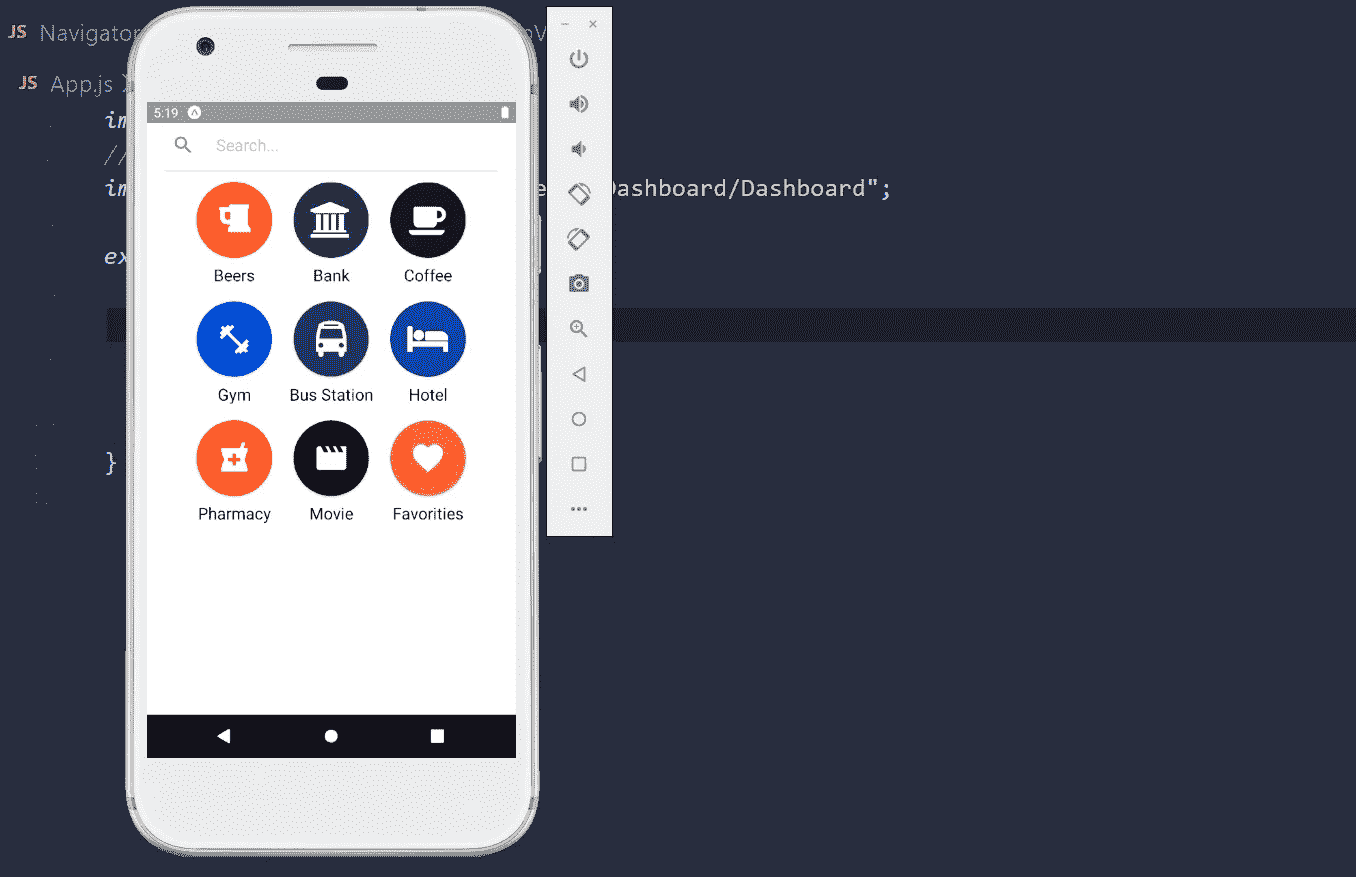 JS Navigator
JS App.js
im
//
im Dashboard/Dashboard";
ex
}
5:19
Search...
Beers Bank Coffee
Gym Bus Station Hotel
Pharmacy Movie Favorities